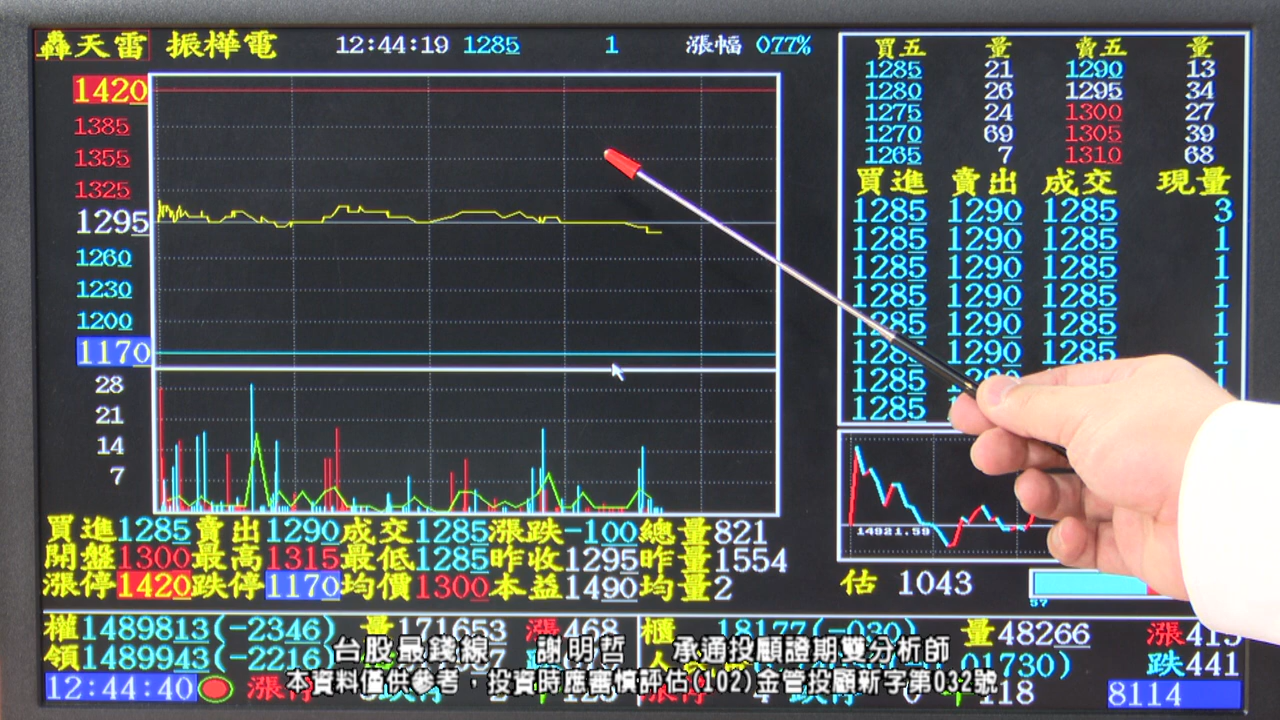 轟天雷 振樺電 12:44:19 1285 1 漲幅 077%
買五 量 賣五 量
1285 21 1290 13
1280 26 1295 34
1275 24 1300 27
1270 69 1305 39
1265 7 1310 68
買進 賣出 成交 現量
1285 1290 1285 3
1285 1290 1285 1
1285 1290 1285 1
1285 1290 1285 1
1285 1290 1285 1
1285 1290 1285 1
1285 1290 1
1285
1420
1385
1355
1325
1295
1260
1230
1200
1170
28
21
14
7
14921.59
買進1285賣出1290成交1285漲跌-100總量821
開盤1300最高1315最低1285昨收1295昨量1554
漲停1420跌停1170均價1300本益1490均量2
估 1043
57
權1489813(-2346) 量171653 漲468 櫃 18177(-030) 量48266 漲413
領1489943(-2216) 跌441
台股最錢線 謝明哲 承通投顧證期雙分析師
本資料僅供參考，投資時應審慎評估(102)金管投顧新字第032號
12:44:40 8114